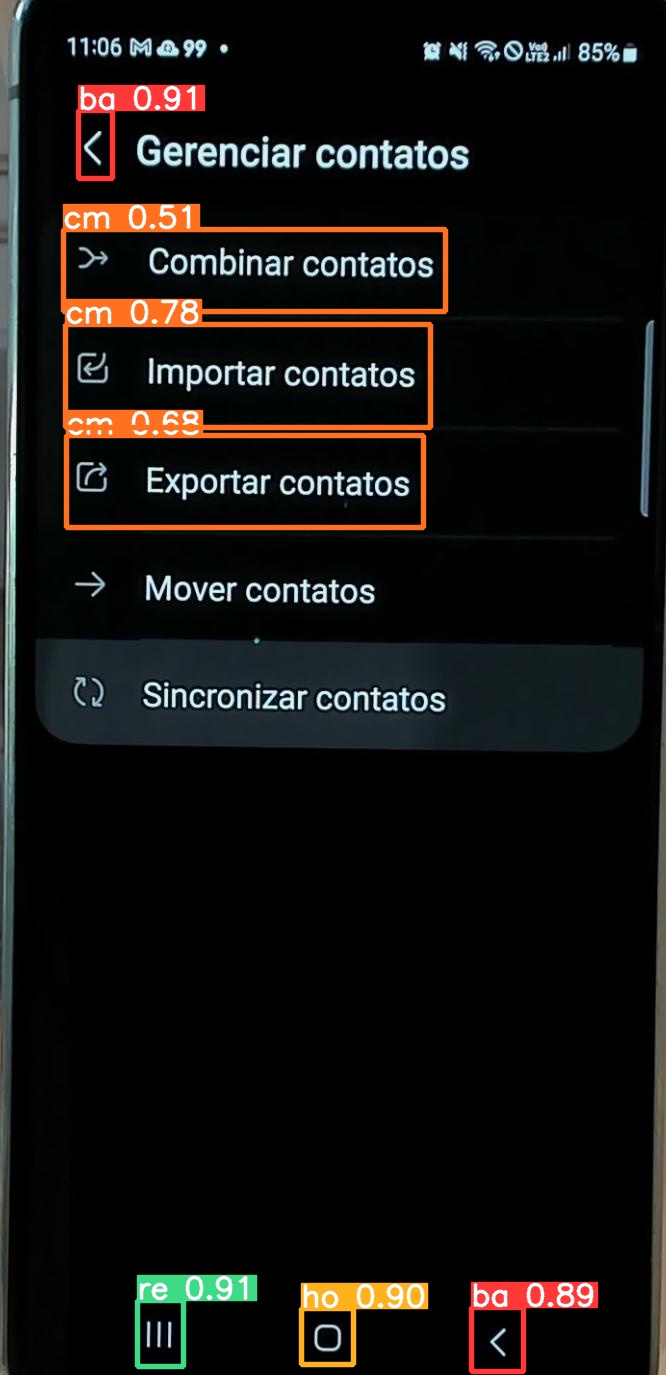 11:06 99 85%
VoD LTE2
ba 0.91
Gerenciar contatos
cm 0.51
Combinar contatos
cm 0.78
Importar contatos
cm 0.68
Exportar contatos
Mover contatos
Sincronizar contatos
re 0.91
ho 0.90
ba 0.89